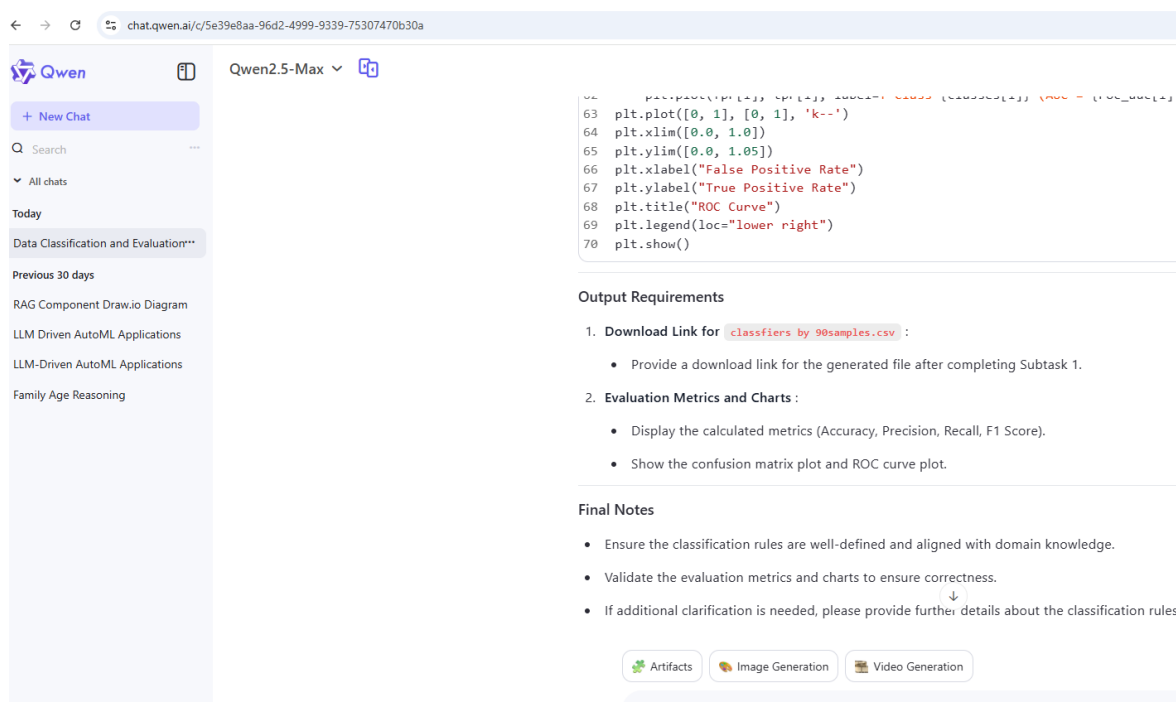 chat.qwen.ai/c/5e39e8aa-96d2-4999-9339-75307470b30a
Qwen
Qwen2.5-Max
+ New Chat
Search
All chats
Today
Data Classification and Evaluation···
Previous 30 days
RAG Component Draw.io Diagram
LLM Driven AutoML Applications
LLM-Driven AutoML Applications
Family Age Reasoning
63 plt.plot([0, 1], [0, 1], 'k--')
64 plt.xlim([0.0, 1.0])
65 plt.ylim([0.0, 1.05])
66 plt.xlabel("False Positive Rate")
67 plt.ylabel("True Positive Rate")
68 plt.title("ROC Curve")
69 plt.legend(loc="lower right")
70 plt.show()
Output Requirements
1. Download Link for classfiers by 90samples.csv :
• Provide a download link for the generated file after completing Subtask 1.
2. Evaluation Metrics and Charts :
• Display the calculated metrics (Accuracy, Precision, Recall, F1 Score).
• Show the confusion matrix plot and ROC curve plot.
Final Notes
• Ensure the classification rules are well-defined and aligned with domain knowledge.
• Validate the evaluation metrics and charts to ensure correctness.
• If additional clarification is needed, please provide further details about the classification rules
Artifacts
Image Generation
Video Generation